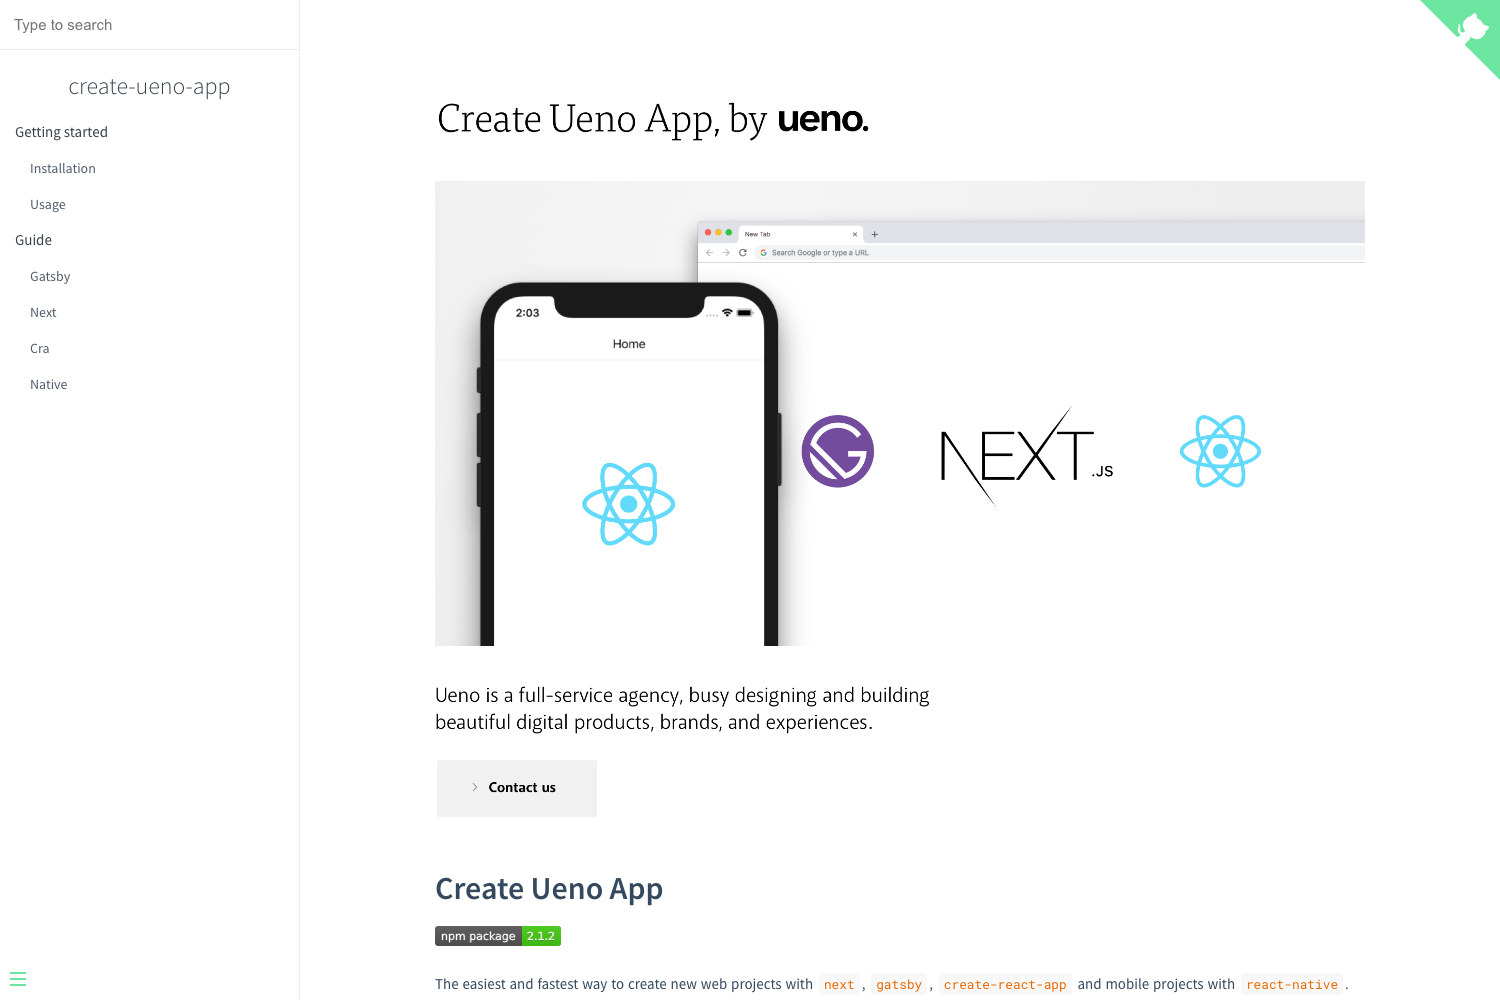 Type to search
create-ueno-app
Getting started
Installation
Usage
Guide
Gatsby
Next
Cra
Native
Create Ueno App, by ueno.
New Tab
Search Google or type a URL
2:03
Home
NEXT.JS
Ueno is a full-service agency, busy designing and building
beautiful digital products, brands, and experiences.
Contact us
Create Ueno App
npm package 2.1.2
The easiest and fastest way to create new web projects with next, gatsby, create-react-app and mobile projects with react-native.